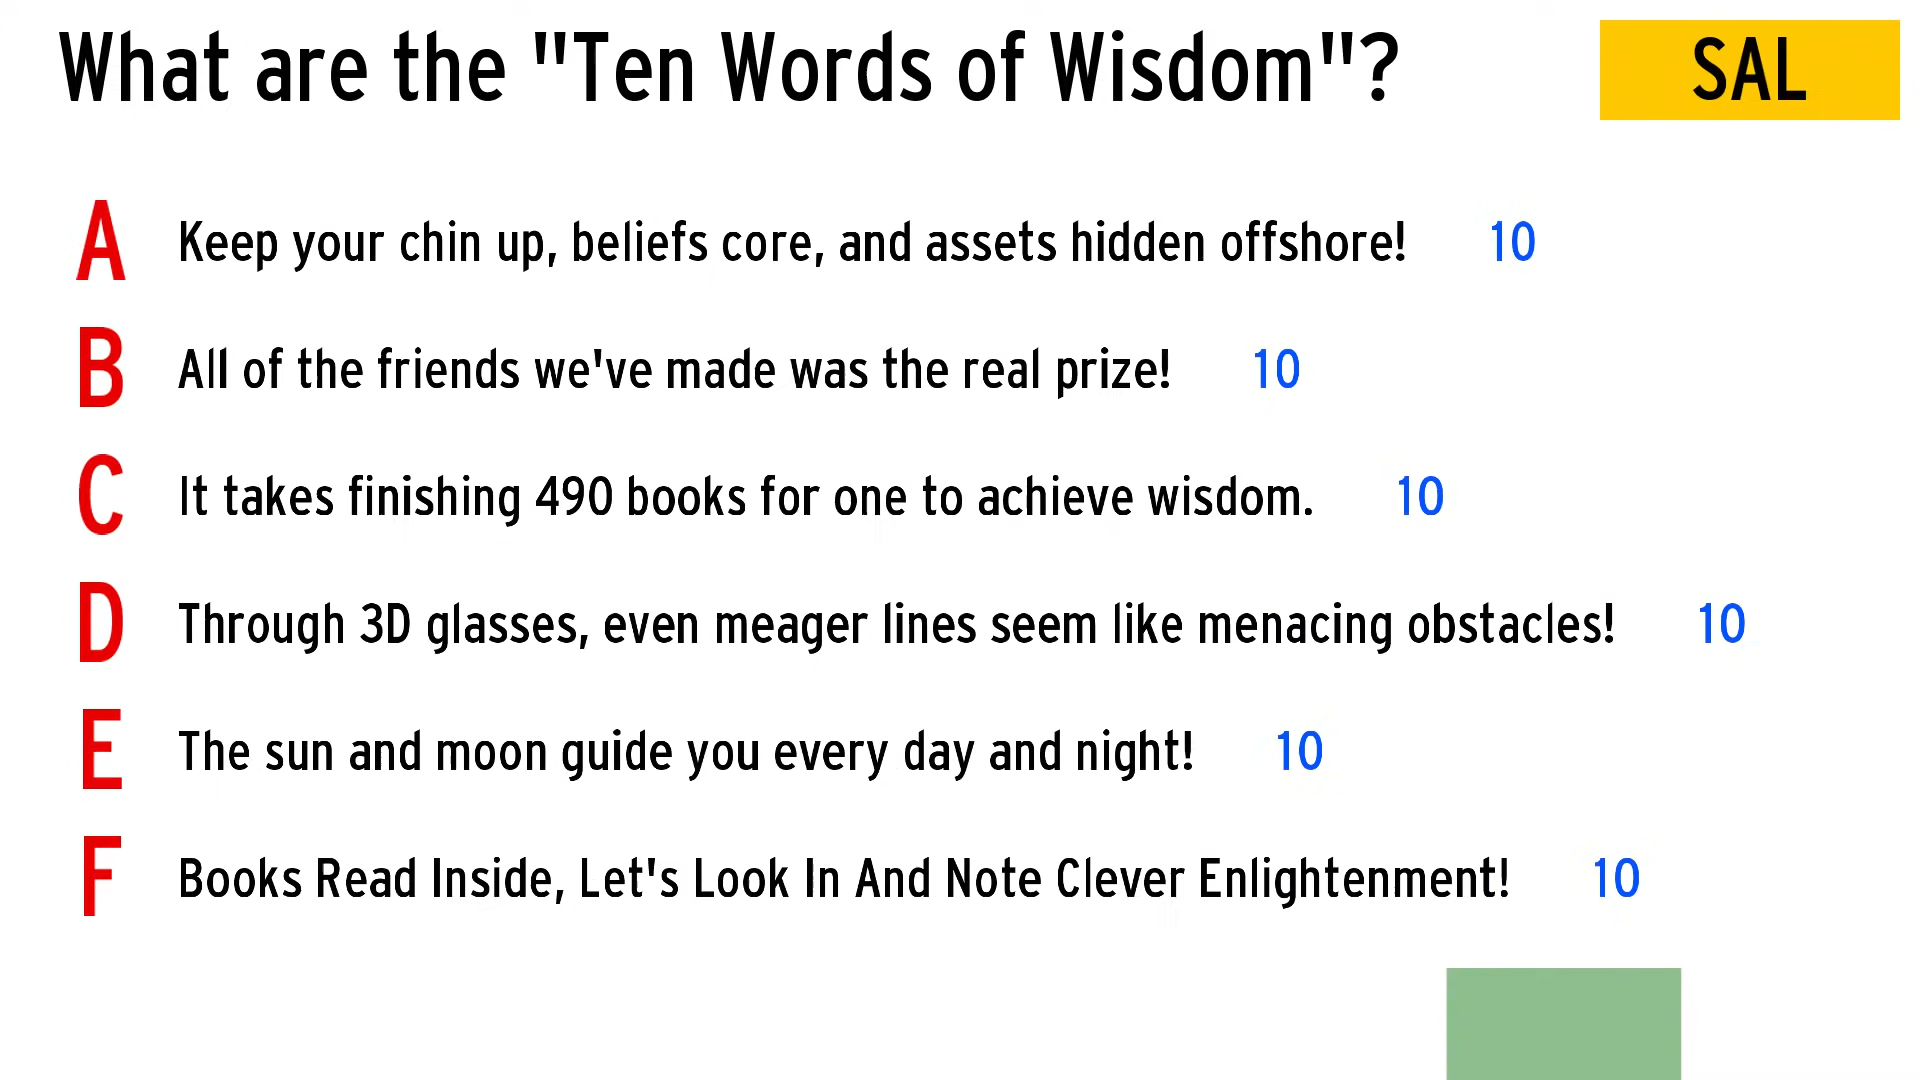 What are the "Ten Words of Wisdom"?
SAL
A Keep your chin up, beliefs core, and assets hidden offshore! 10
B All of the friends we've made was the real prize! 10
C It takes finishing 490 books for one to achieve wisdom. 10
D Through 3D glasses, even meager lines seem like menacing obstacles! 10
E The sun and moon guide you every day and night! 10
F Books Read Inside, Let's Look In And Note Clever Enlightenment! 10